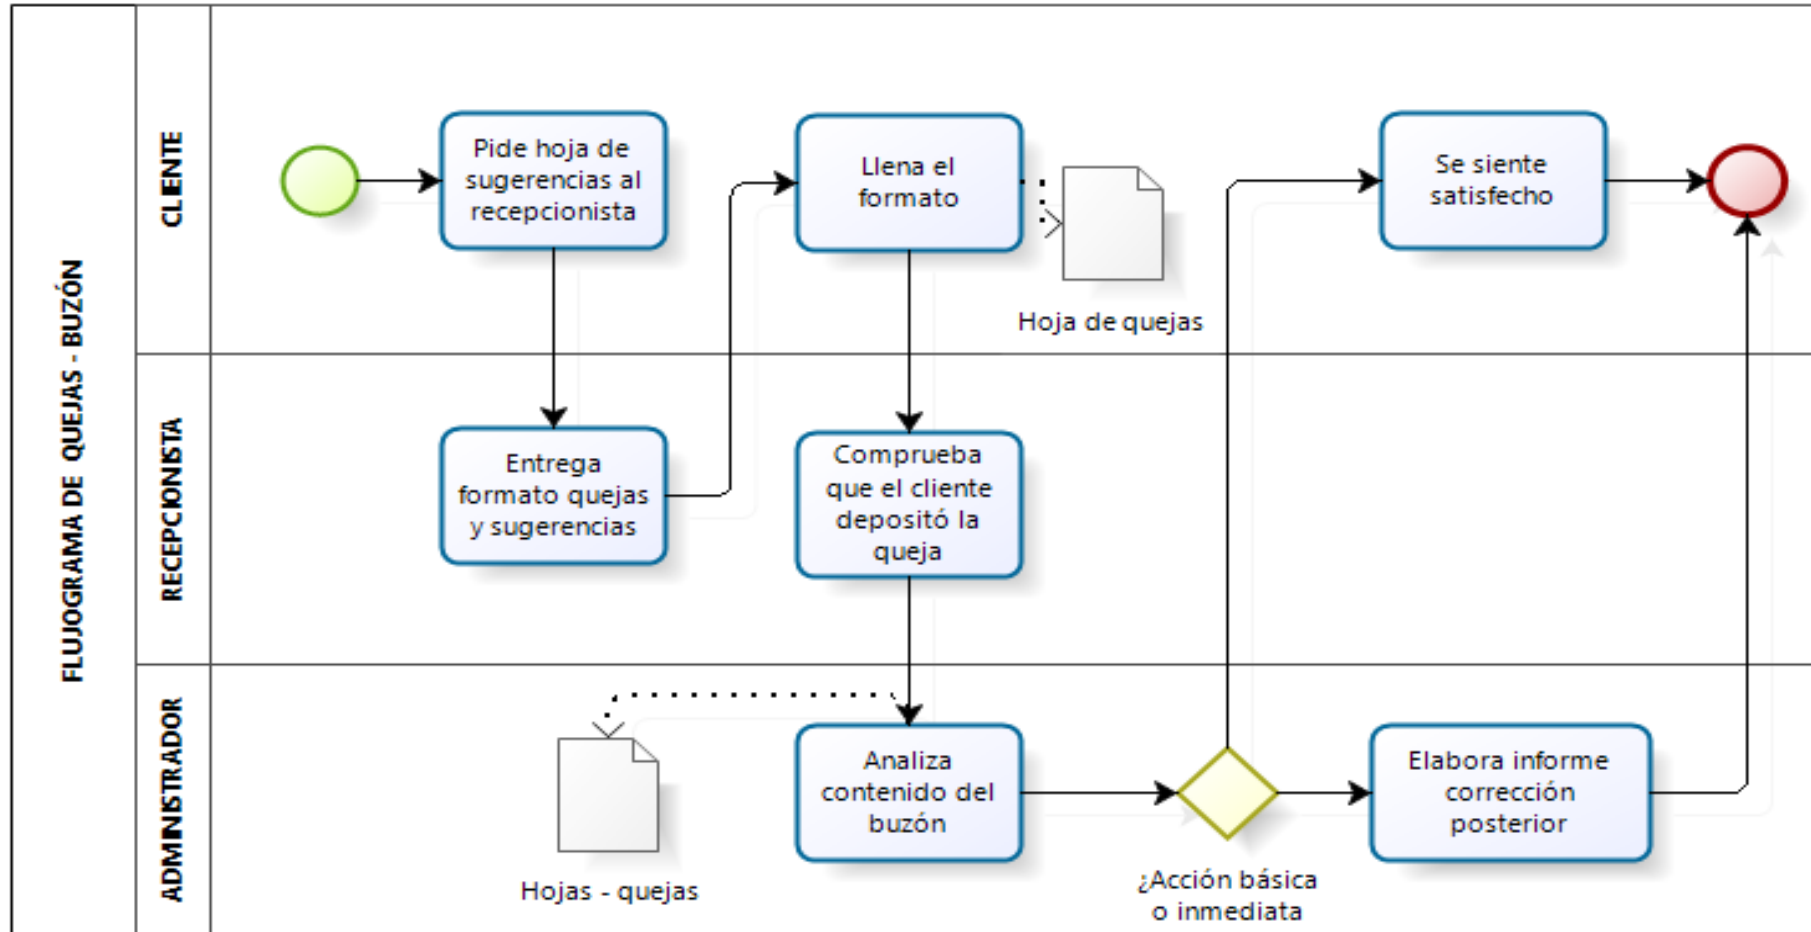 FLUJOGRAMA DE QUEJAS - BUZÓN
CLIENTE
Pide hoja de
sugerencias al
recepcionista
Llena el
formato
Hoja de quejas
Se siente
satisfecho
RECEPCIONISTA
Entrega
formato quejas
y sugerencias
Comprueba
que el cliente
depositó la
queja
ADMINISTRADOR
Hojas - quejas
Analiza
contenido del
buzón
¿Acción básica
o inmediata
Elabora informe
corrección
posterior